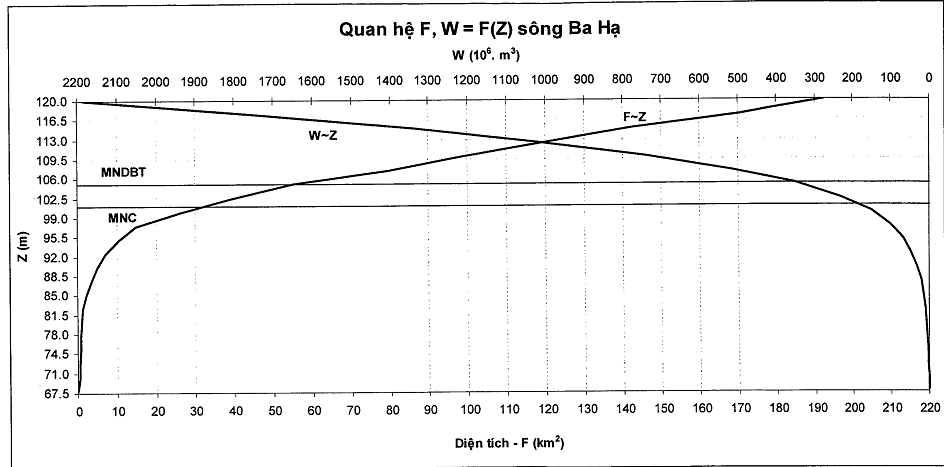 Quan hệ F, W = F(Z) sông Ba Hạ
W (10⁶. m³)
2200 2100 2000 1900 1800 1700 1600 1500 1400 1300 1200 1100 1000 900 800 700 600 500 400 300 200 100 0
120.0
116.5
113.0
109.5
106.0
102.5
99.0
95.5
92.0
88.5
85.0
81.5
78.0
74.5
71.0
67.5
Z (m)
W~Z
F~Z
MNDBT
MNC
0 10 20 30 40 50 60 70 80 90 100 110 120 130 140 150 160 170 180 190 200 210 220
Diện tích - F (km²)